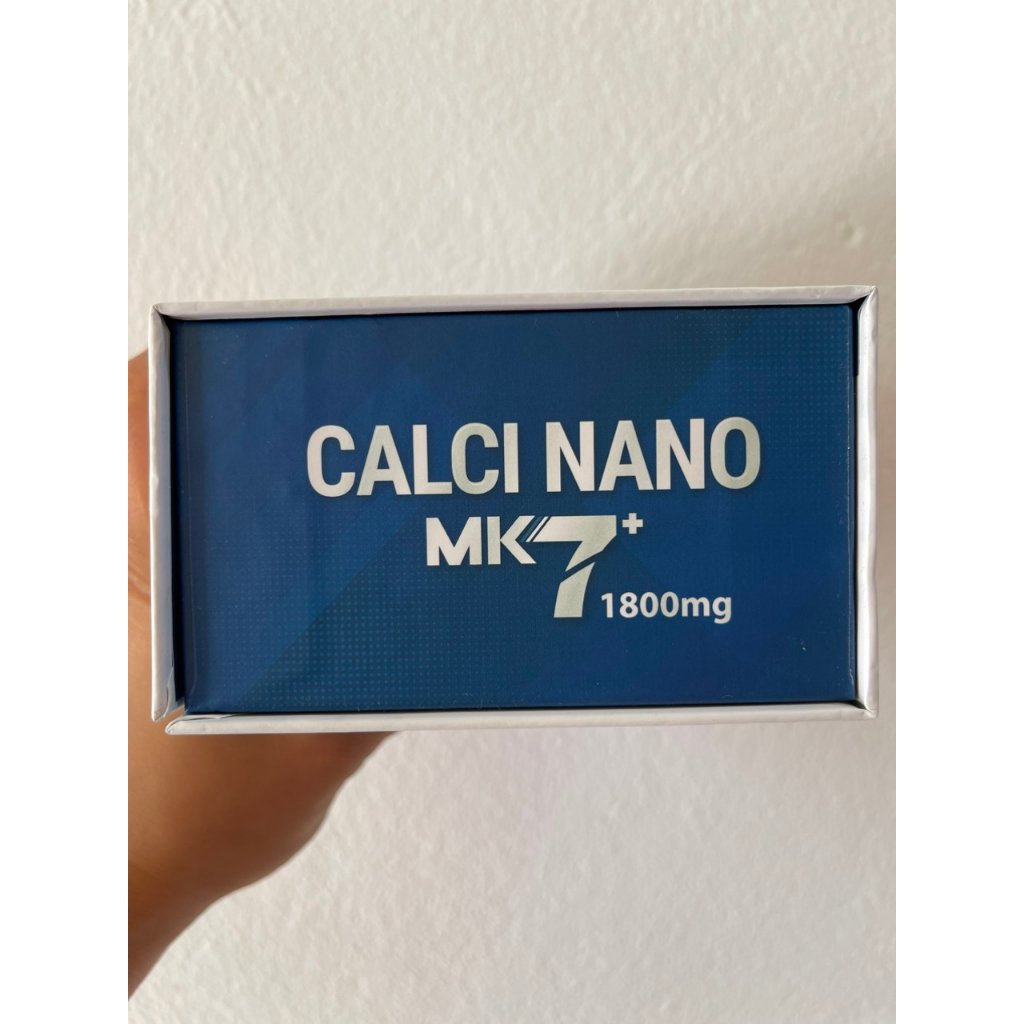 CALCI NANO
MK7+
1800mg